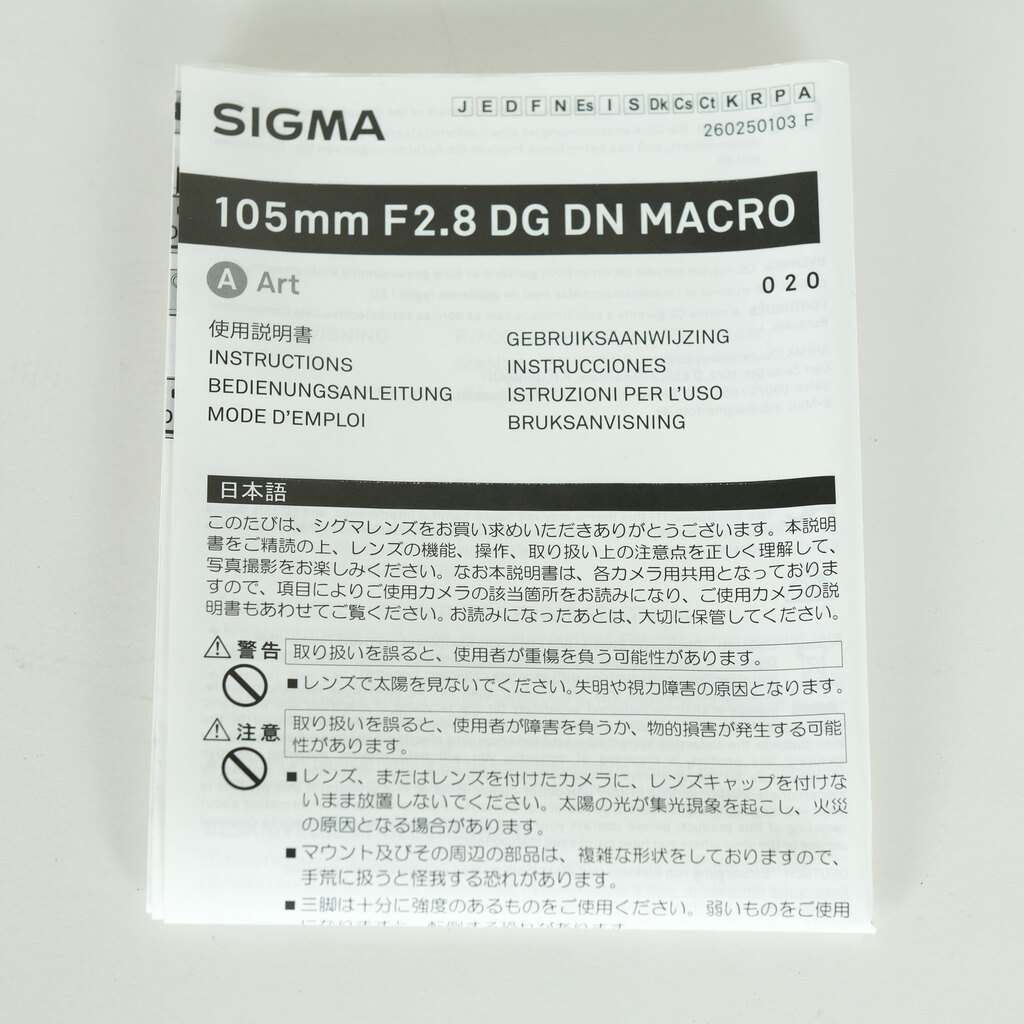 SIGMA
J E D F N Es I S Dk Cs Ct K R P A
260250103 F
105mm F2.8 DG DN MACRO
A Art
020
使用説明書
INSTRUCTIONS
BEDIENUNGSANLEITUNG
MODE D'EMPLOI
GEBRUIKSAANWIJZING
INSTRUCCIONES
ISTRUZIONI PER L'USO
BRUKSANVISNING
日本語
このたびは、シグマレンズをお買い求めいただきありがとうございます。本説明
書をご精読の上、レンズの機能、操作、取り扱い上の注意点を正しく理解して、
写真撮影をお楽しみください。なお本説明書は、各カメラ用共用となっておりま
すので、項目によりご使用カメラの該当箇所をお読みになり、ご使用カメラの説
明書もあわせてご覧ください。お読みになったあとは、大切に保管してください。
警告 取り扱いを誤ると、使用者が重傷を負う可能性があります。
■レンズで太陽を見ないでください。失明や視力障害の原因となります。
注意 取り扱いを誤ると、使用者が障害を負うか、物的損害が発生する可能
性があります。
■レンズ、またはレンズを付けたカメラに、レンズキャップを付けな
いまま放置しないでください。太陽の光が集光現象を起こし、火災
の原因となる場合があります。
■マウント及びその周辺の部品は、複雑な形状をしておりますので、
手荒に扱うと怪我する恐れがあります。
■三脚は十分に強度のあるものをご使用ください。弱いものをご使用
になりますと、転倒する恐れがあります。